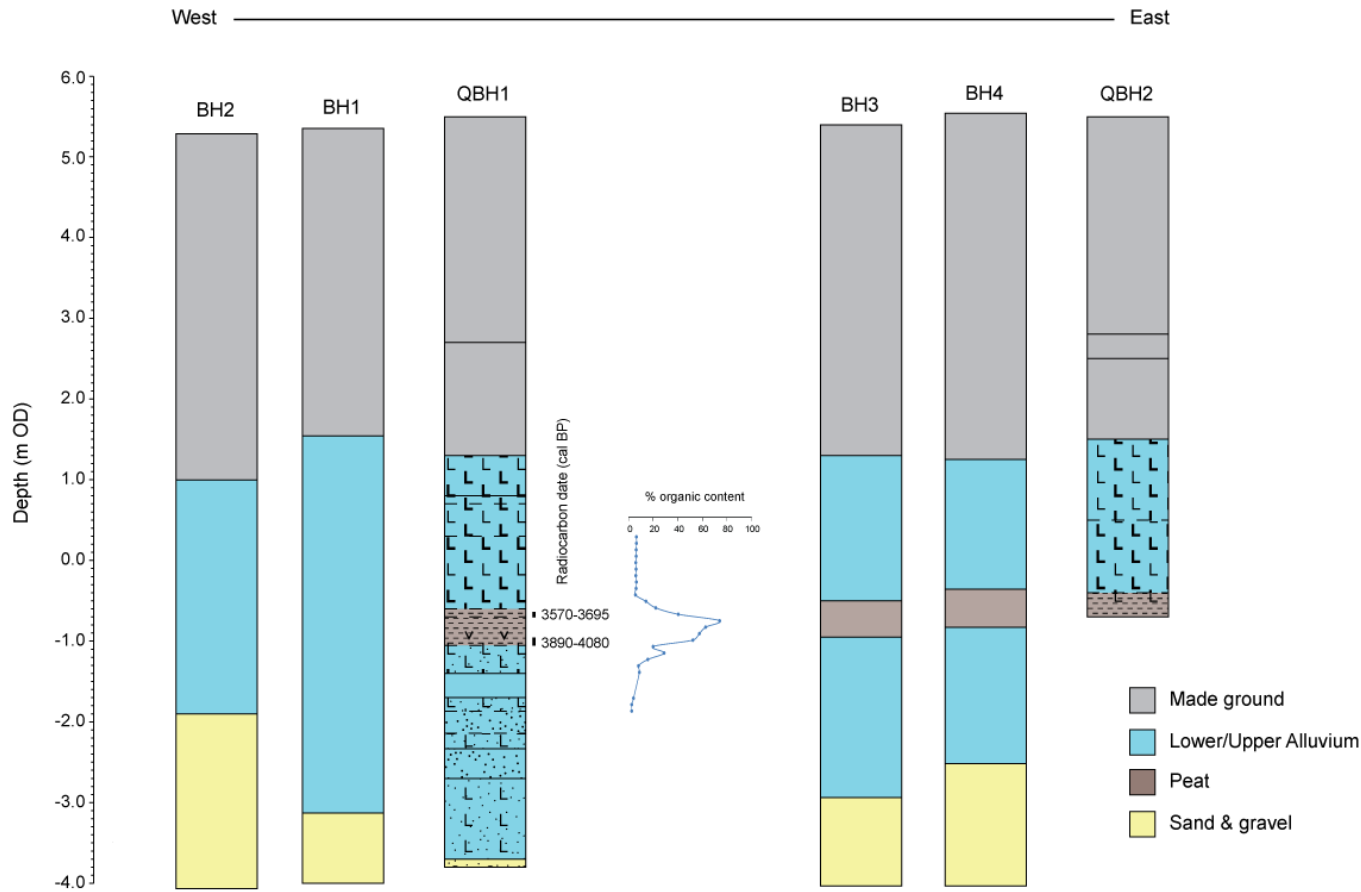 West
East
BH2
BH1
QBH1
BH3
BH4
QBH2
Depth (m OD)
6.0
5.0
4.0
3.0
2.0
1.0
0.0
-1.0
-2.0
-3.0
-4.0
Radiocarbon date (cal BP)
3570-3695
3890-4080
% organic content
0 20 40 60 80 100
Made ground
Lower/Upper Alluvium
Peat
Sand & gravel